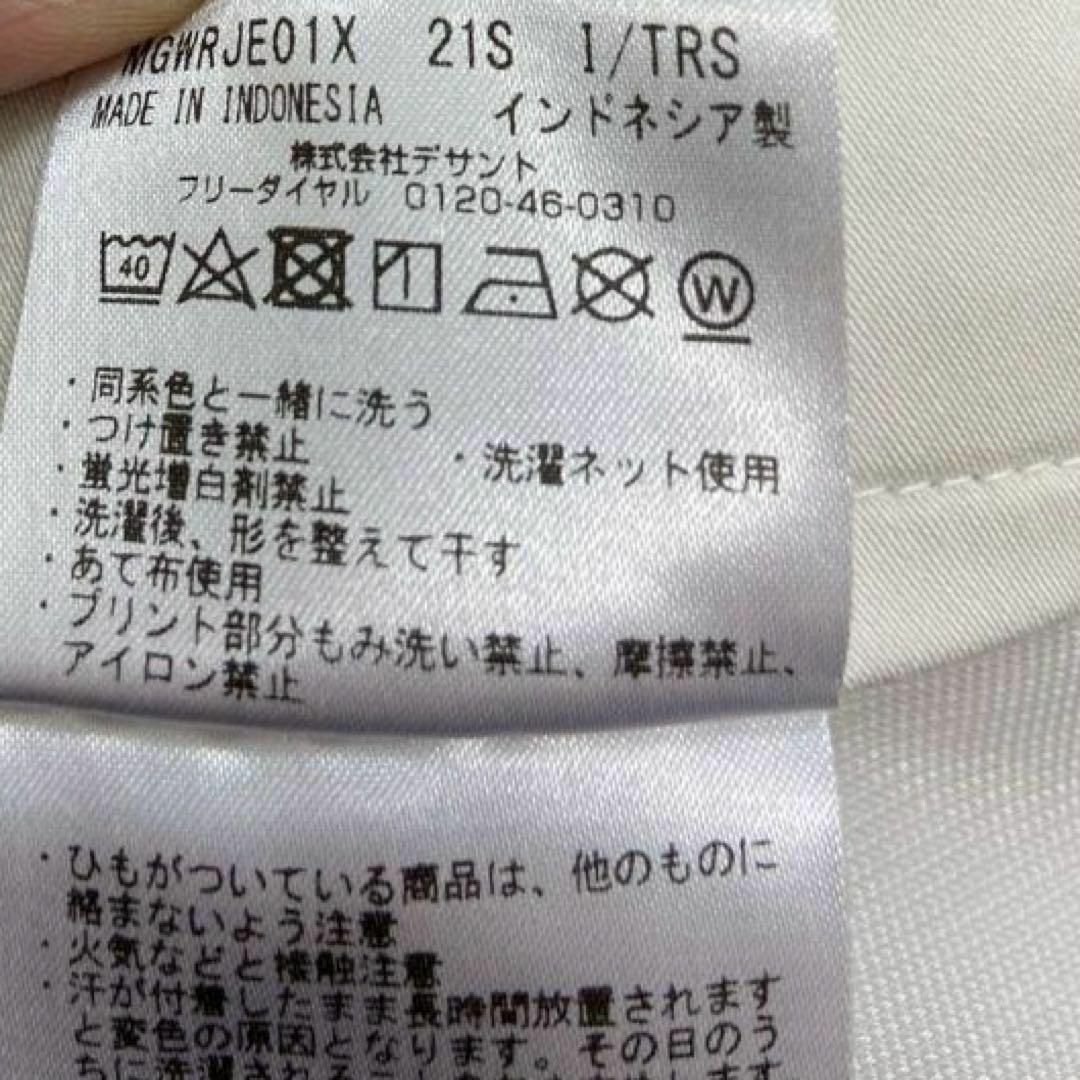 MGWRJE01X 21S I/TRS
MADE IN INDONESIA インドネシア製
株式会社デサント
フリーダイヤル 0120-46-0310
40 W
・同系色と一緒に洗う
・つけ置き禁止 ・洗濯ネット使用
・蛍光増白剤禁止
・洗濯後、形を整えて干す
・あて布使用
・プリント部分もみ洗い禁止、摩擦禁止、
アイロン禁止
・ひもがついている商品は、他のものに
絡まないよう注意
・火気などと接触注意
・汗が付着したまま長時間放置されます
と変色の原因となります。その日のう
ちに洗濯される